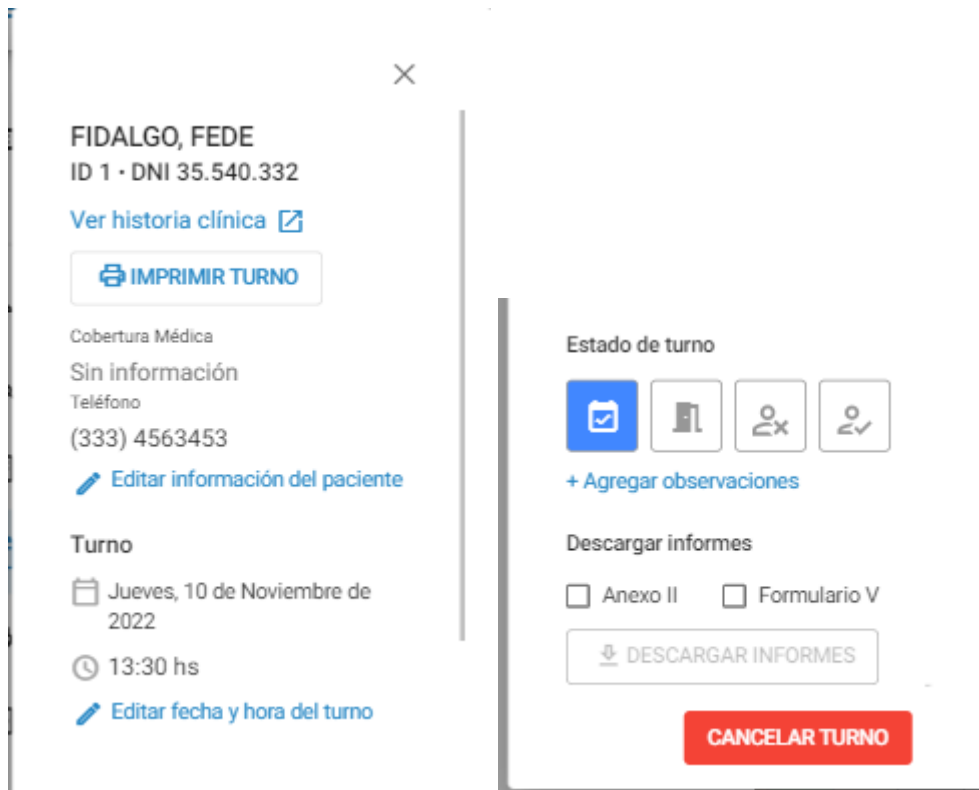 FIDALGO, FEDE
ID 1 · DNI 35.540.332
Ver historia clínica
IMPRIMIR TURNO
Cobertura Médica
Sin información
Teléfono
(333) 4563453
Editar información del paciente
Turno
Jueves, 10 de Noviembre de
2022
13:30 hs
Editar fecha y hora del turno
Estado de turno
+ Agregar observaciones
Descargar informes
Anexo II Formulario V
DESCARGAR INFORMES
CANCELAR TURNO